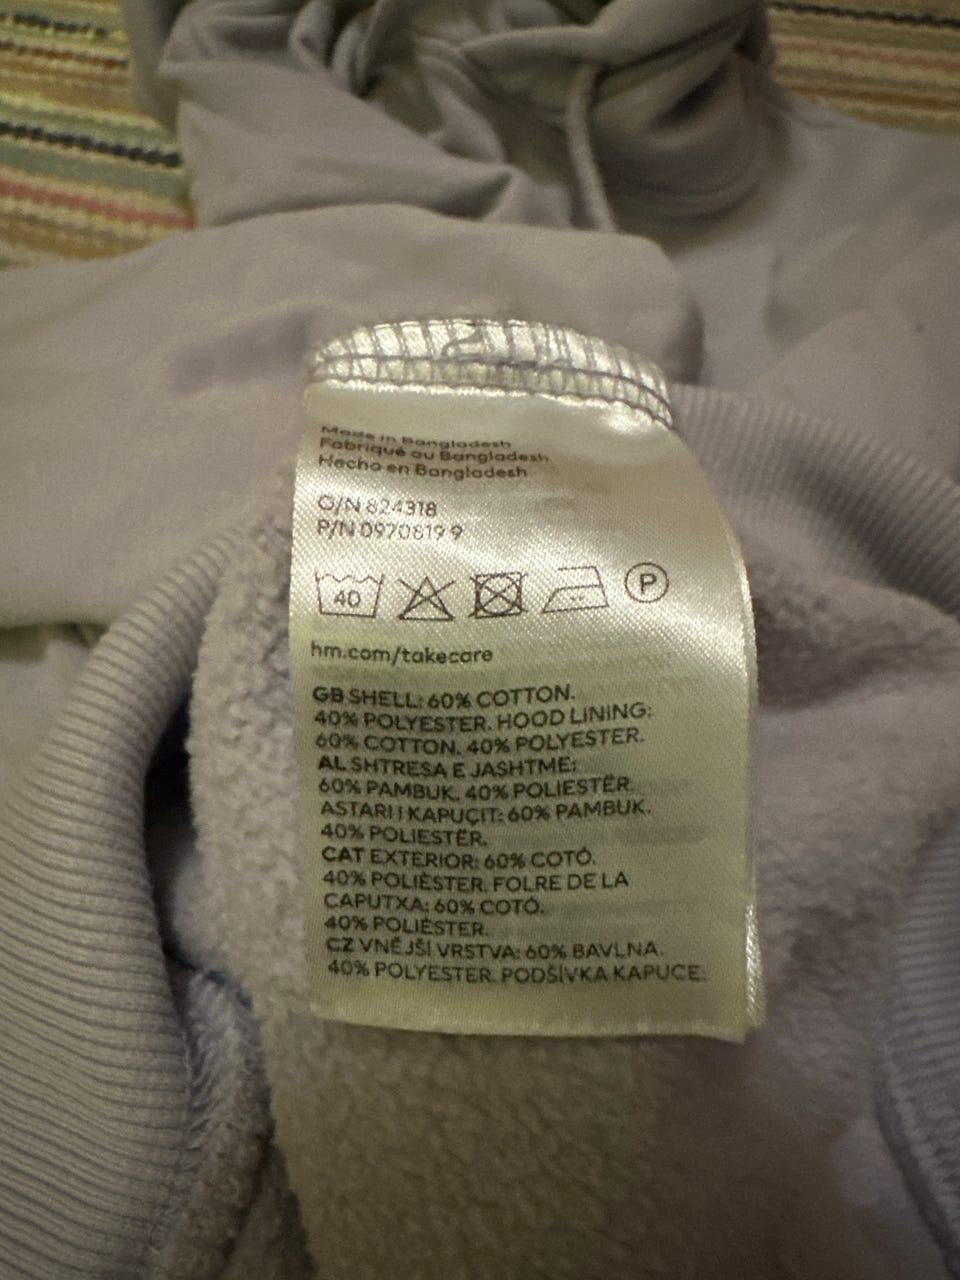 Made in Bangladesh
Fabriqué au Bangladesh
Hecho en Bangladesh
O/N 824318
P/N 0970819 9
40
P
hm.com/takecare
GB SHELL: 60% COTTON.
40% POLYESTER. HOOD LINING:
60% COTTON. 40% POLYESTER.
AL SHTRESA E JASHTME:
60% PAMBUK. 40% POLIESTËR.
ASTARI I KAPUÇIT: 60% PAMBUK.
40% POLIESTËR.
CAT EXTERIOR: 60% COTÓ.
40% POLIÈSTER. FOLRE DE LA
CAPUTXA: 60% COTÓ.
40% POLIÈSTER.
CZ VNĚJŠÍ VRSTVA: 60% BAVLNA.
40% POLYESTER. PODŠÍVKA KAPUCE: